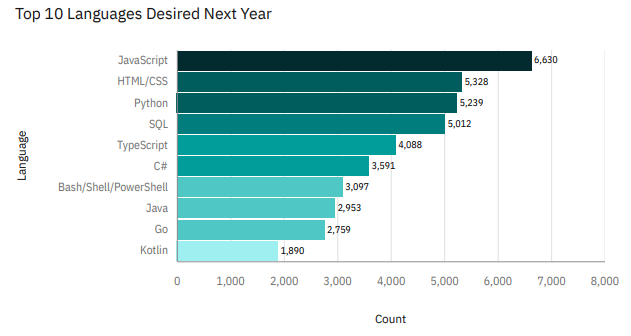 Top 10 Languages Desired Next Year
Language
JavaScript 6,630
HTML/CSS 5,328
Python 5,239
SQL 5,012
TypeScript 4,088
C# 3,591
Bash/Shell/PowerShell 3,097
Java 2,953
Go 2,759
Kotlin 1,890
0 1,000 2,000 3,000 4,000 5,000 6,000 7,000 8,000
Count